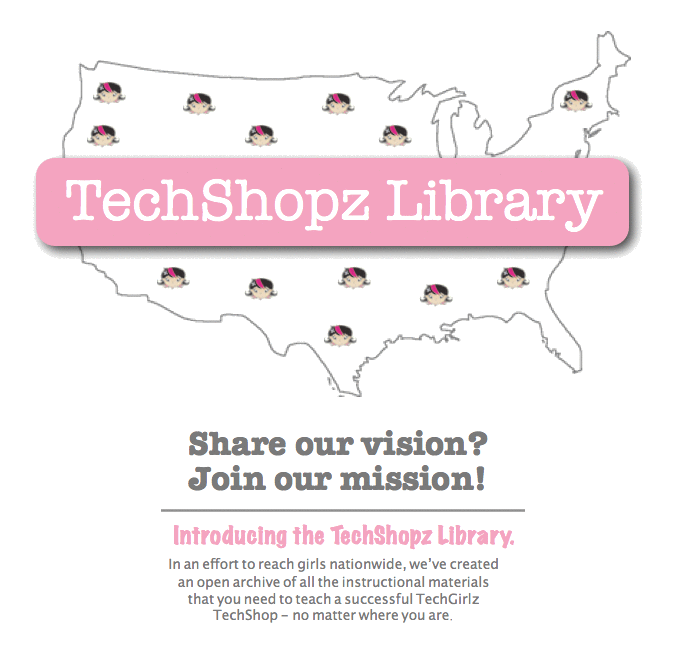 TechShopz Library
Share our vision?
Join our mission!
Introducing the TechShopz Library.
In an effort to reach girls nationwide, we’ve created
an open archive of all the instructional materials
that you need to teach a successful TechGirlz
TechShop – no matter where you are.